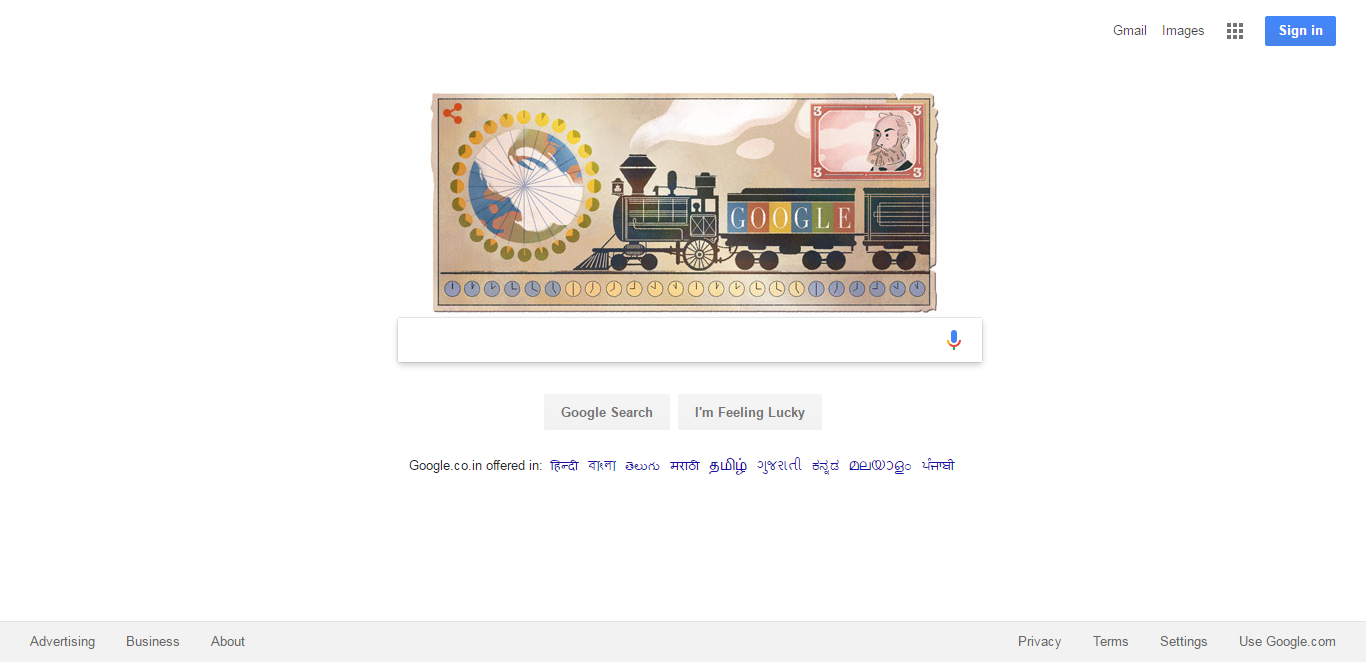 Gmail Images Sign in
3 3
GOOGLE
3 3
Google Search I'm Feeling Lucky
Google.co.in offered in: हिन्दी বাংলা తెలుగు मराठी தமிழ் ગુજરાતી ಕನ್ನಡ മലയാളം ਪੰਜਾਬੀ
Advertising Business About Privacy Terms Settings Use Google.com